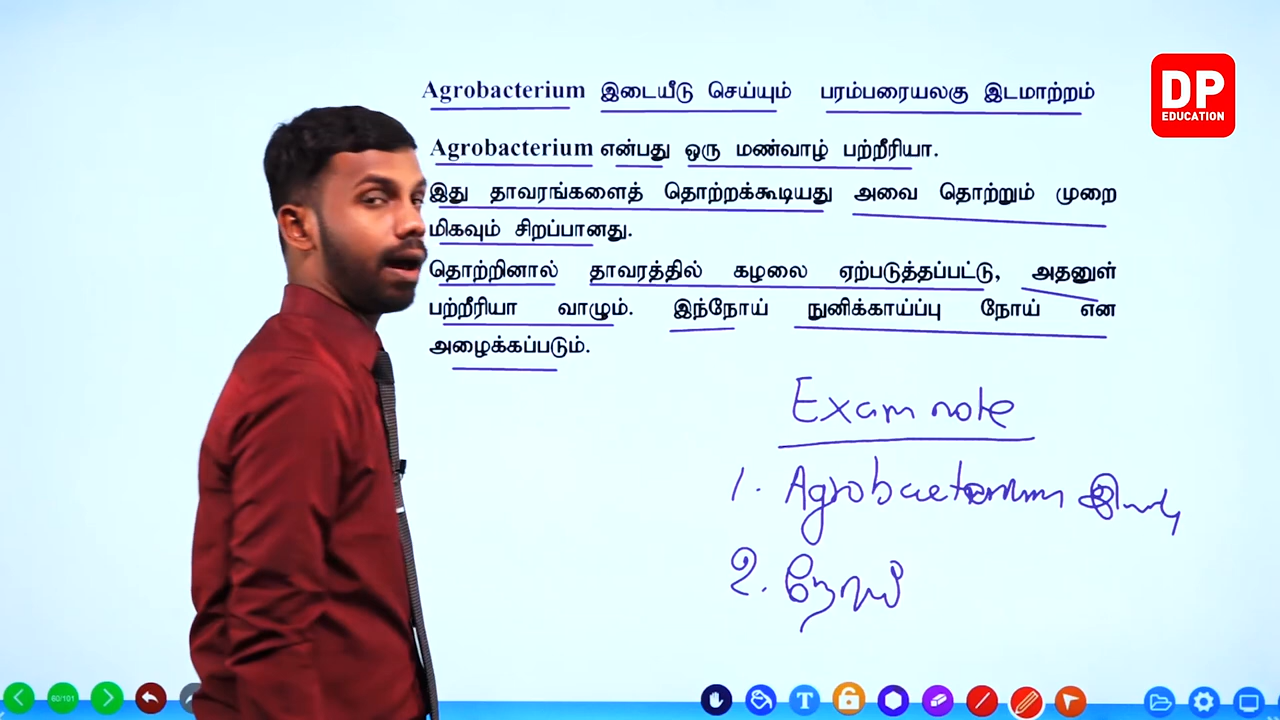 Agrobacterium இடையீடு செய்யும் பரம்பரையலகு இடமாற்றம்
DP
EDUCATION
Agrobacterium என்பது ஒரு மண்வாழ் பற்றீரியா.
இது தாவரங்களைத் தொற்றக்கூடியது அவை தொற்றும் முறை
மிகவும் சிறப்பானது.
தொற்றினால் தாவரத்தில் கழலை ஏற்படுத்தப்பட்டு, அதனுள்
பற்றீரியா வாழும். இந்நோய் நுனிக்காய்ப்பு நோய் என
அழைக்கப்படும்.
Exam note
1. Agrobacterium
2. நோய்
60/101